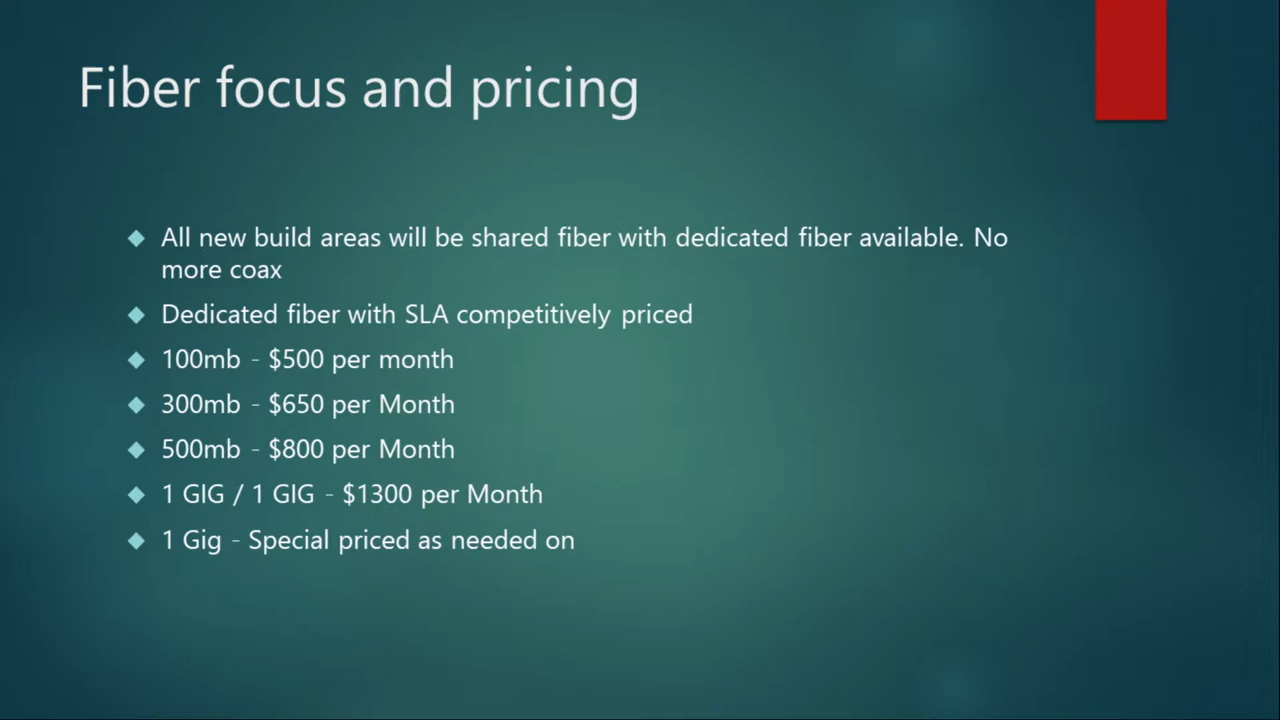 Fiber focus and pricing
All new build areas will be shared fiber with dedicated fiber available. No
more coax
Dedicated fiber with SLA competitively priced
100mb - $500 per month
300mb - $650 per Month
500mb - $800 per Month
1 GIG / 1 GIG - $1300 per Month
1 Gig - Special priced as needed on